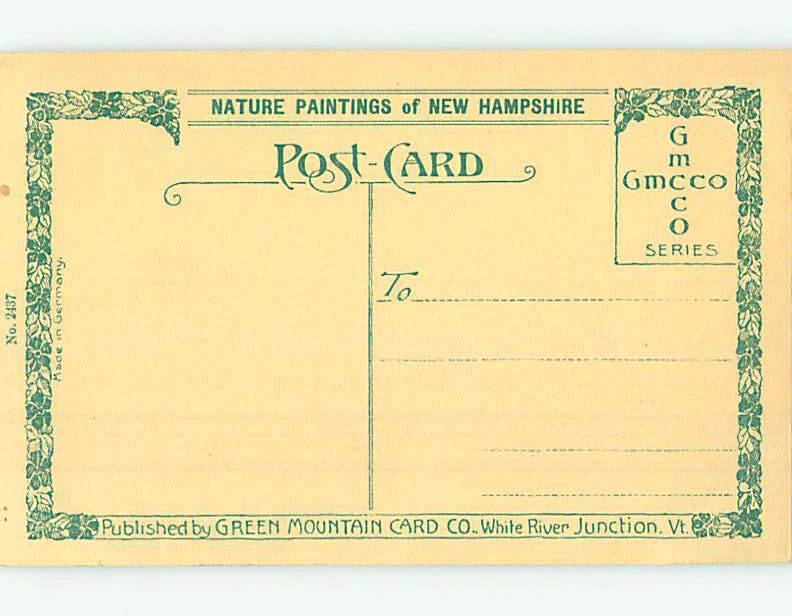 NATURE PAINTINGS of NEW HAMPSHIRE
POST-CARD
G
m
Gmcco
C
O
SERIES
To
No. 2437
Made in Germany.
Published by GREEN MOUNTAIN CARD CO., White River Junction, Vt.